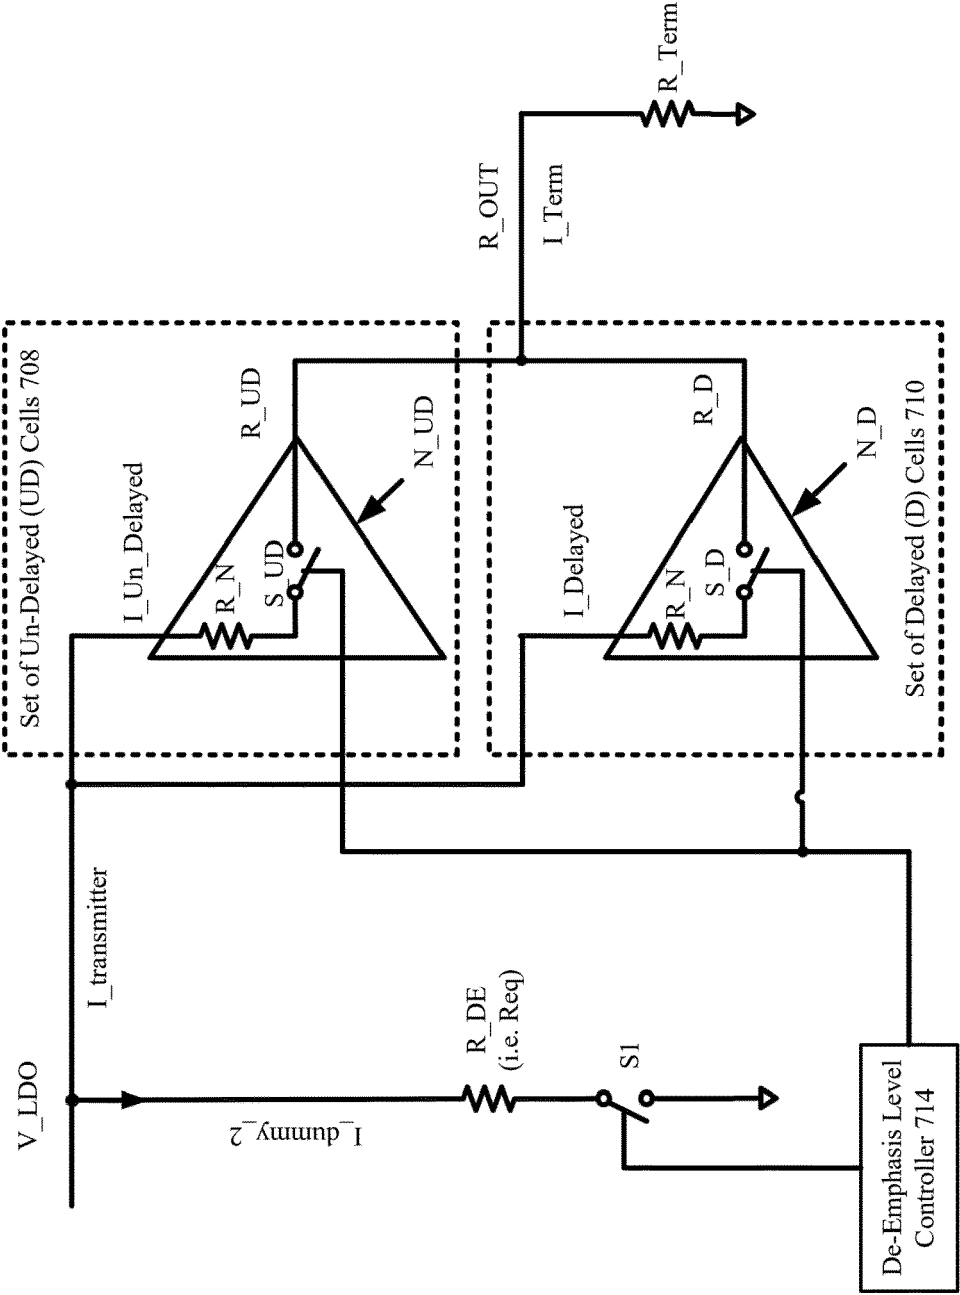 V_LDO
I_transmitter
I_dummy_2
R_DE
(i.e. Req)
S1
De-Emphasis Level
Controller 714
Set of Un-Delayed (UD) Cells 708
I_Un_Delayed
R_N
S_UD
R_UD
N_UD
I_Delayed
R_N
S_D
R_D
N_D
Set of Delayed (D) Cells 710
R_OUT
I_Term
R_Term